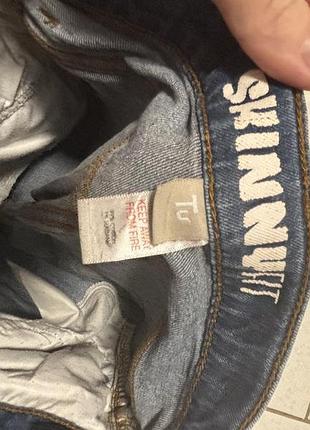 SKINNY FIT
Tu
KEEP AWAY
FROM FIRE